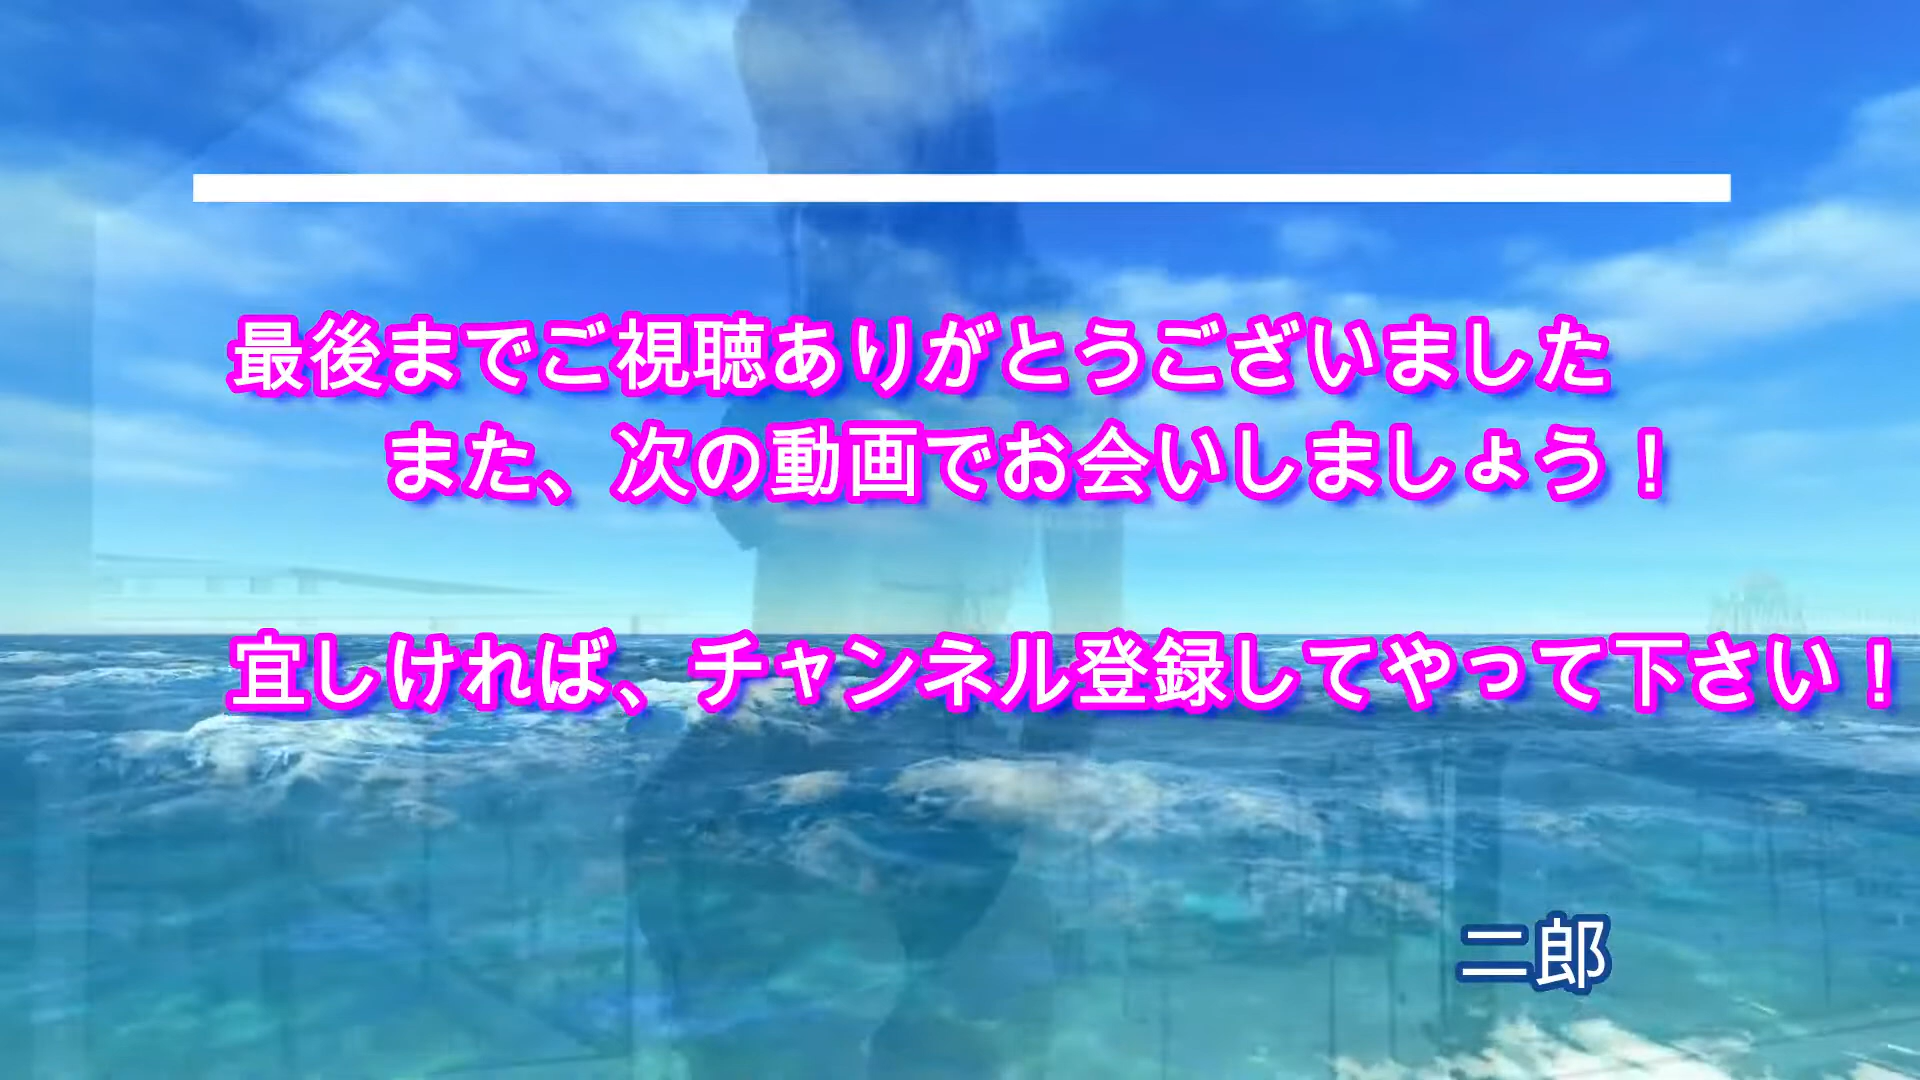 最後までご視聴ありがとうございました
また、次の動画でお会いしましょう！
宜しければ、チャンネル登録してやって下さい！
二郎